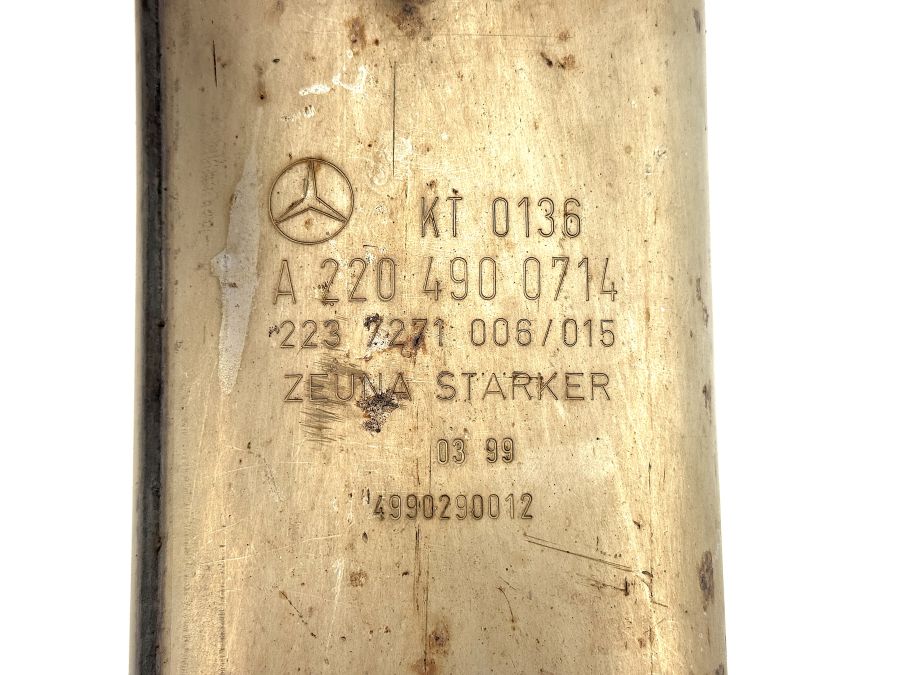 KT 0136
A 220 490 0714
223 7271 006/015
ZEUNA STARKER
03 99
4990290012